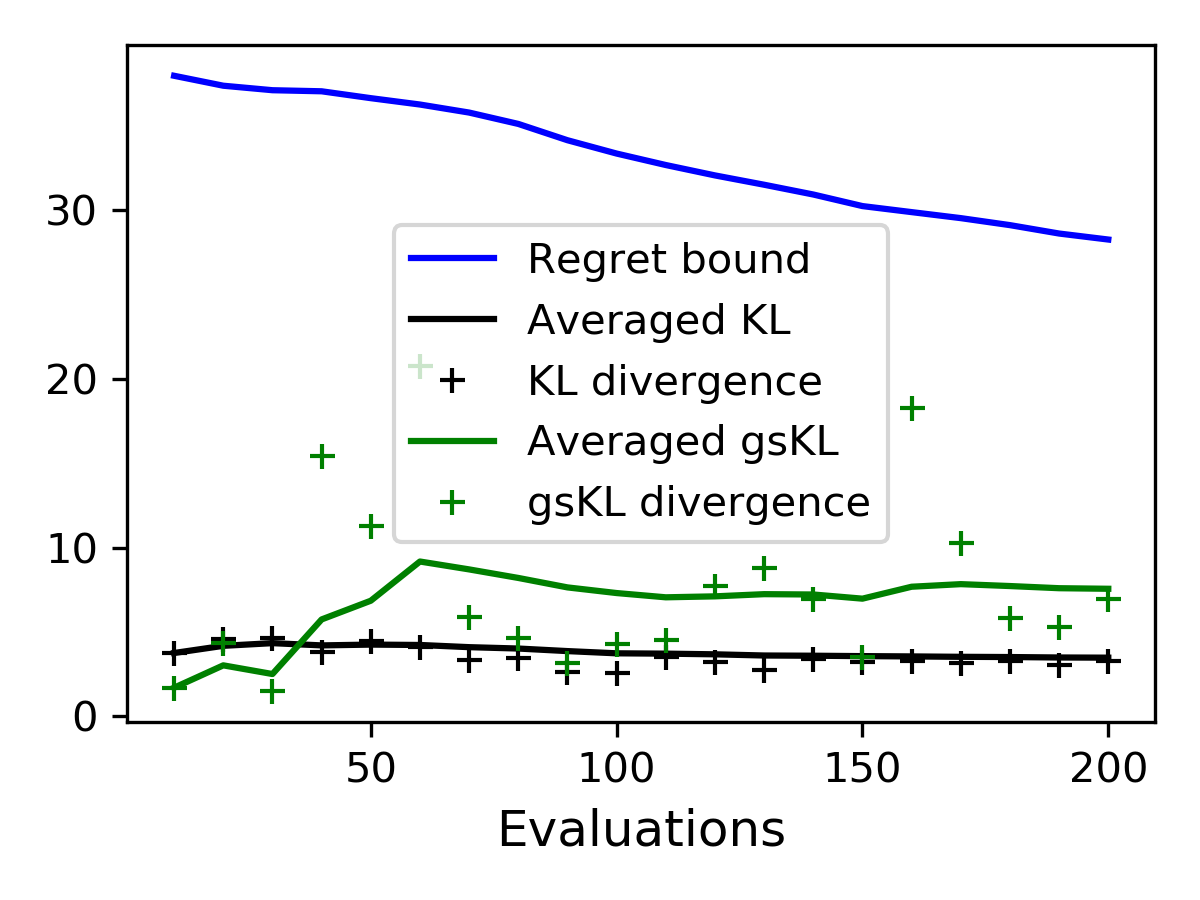 30
20
10
0
Regret bound
Averaged KL
KL divergence
Averaged gsKL
gsKL divergence
50 100 150 200
Evaluations